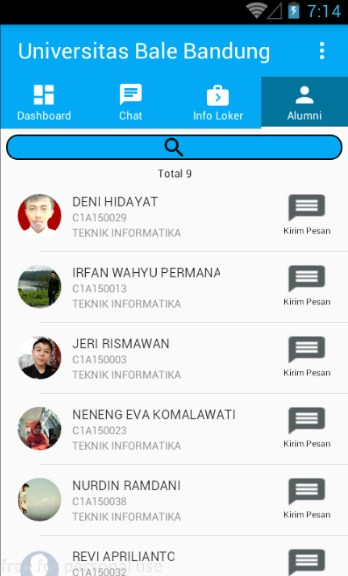 7:14
Universitas Bale Bandung
Dashboard
Chat
Info Loker
Alumni
Total 9
DENI HIDAYAT
C1A150029
TEKNIK INFORMATIKA
Kirim Pesan
IRFAN WAHYU PERMANA
C1A150013
TEKNIK INFORMATIKA
Kirim Pesan
JERI RISMAWAN
C1A150003
TEKNIK INFORMATIKA
Kirim Pesan
NENENG EVA KOMALAWATI
C1A150023
TEKNIK INFORMATIKA
Kirim Pesan
NURDIN RAMDANI
C1A150038
TEKNIK INFORMATIKA
Kirim Pesan
REVI APRILIANTO
free for personal use
C1A150032